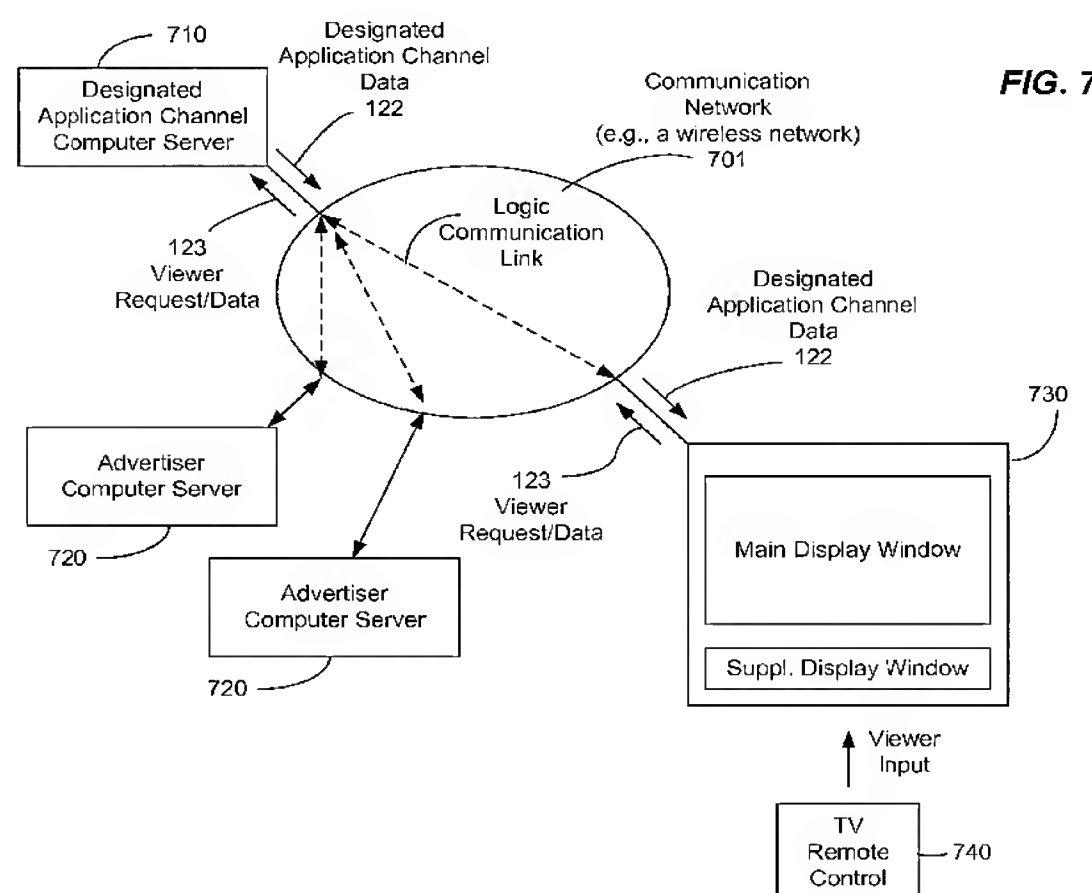 710
Designated
Application Channel
Data
122
Designated
Application Channel
Computer Server
Communication
Network
(e.g., a wireless network)
701
FIG. 7
123
Viewer
Request/Data
Logic
Communication
Link
Designated
Application Channel
Data
122
730
Advertiser
Computer Server
720
123
Viewer
Request/Data
Advertiser
Computer Server
720
Main Display Window
Suppl. Display Window
Viewer
Input
TV
Remote
Control
740